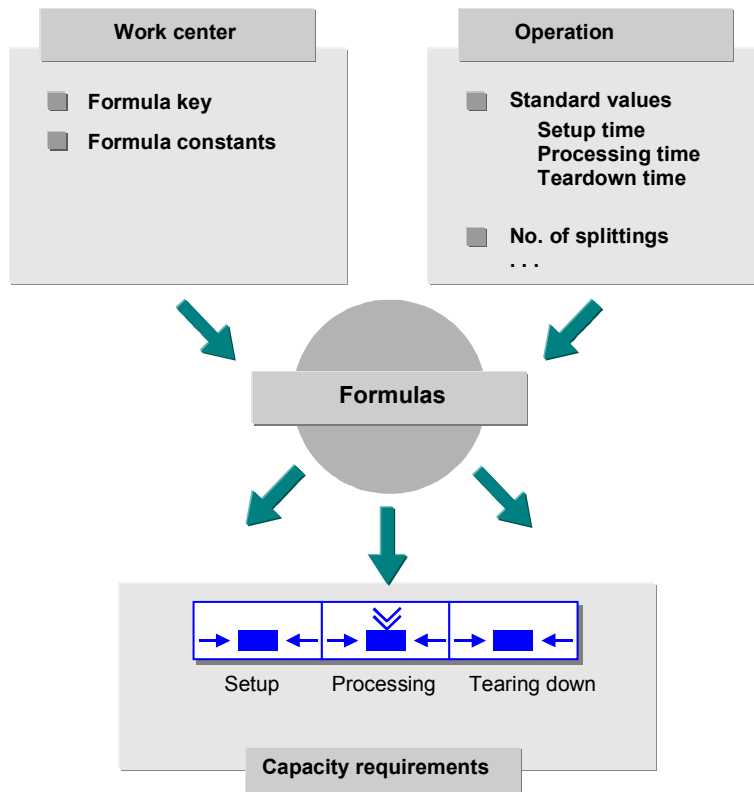 Work center
Formula key
Formula constants
Operation
Standard values
Setup time
Processing time
Teardown time
No. of splittings
. . .
Formulas
Setup
Processing
Tearing down
Capacity requirements